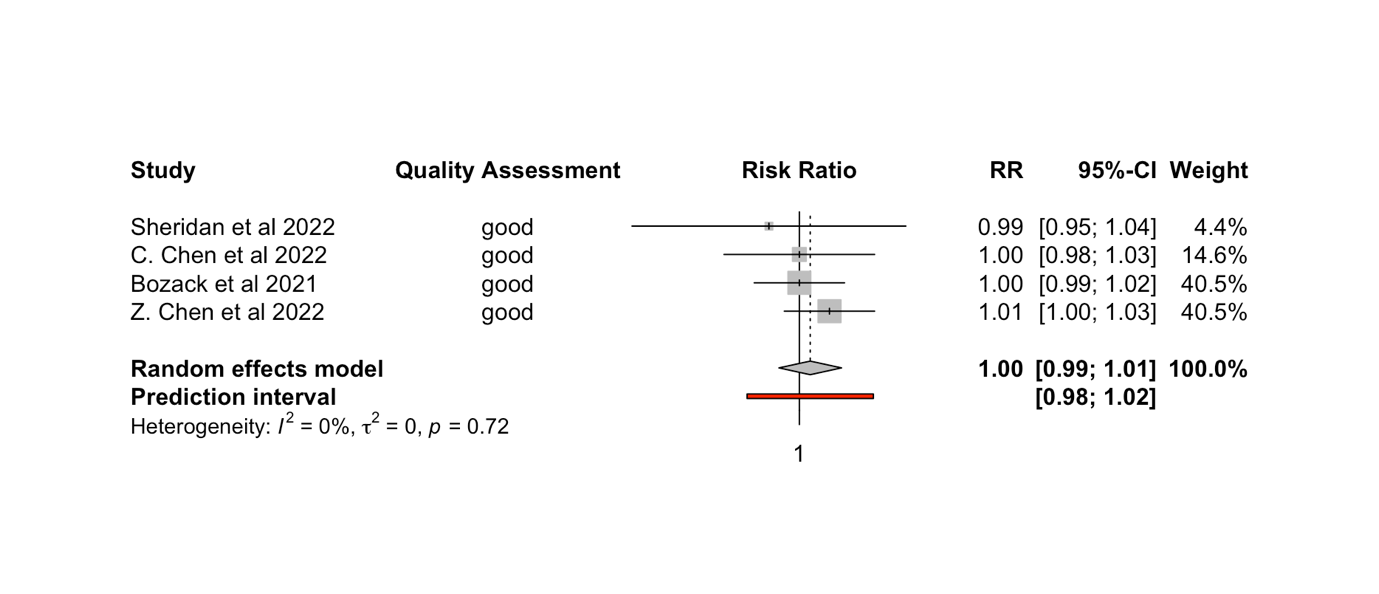 Study Quality Assessment Risk Ratio RR 95%-CI Weight
Sheridan et al 2022 good 0.99 [0.95; 1.04] 4.4%
C. Chen et al 2022 good 1.00 [0.98; 1.03] 14.6%
Bozack et al 2021 good 1.00 [0.99; 1.02] 40.5%
Z. Chen et al 2022 good 1.01 [1.00; 1.03] 40.5%
Random effects model 1.00 [0.99; 1.01] 100.0%
Prediction interval [0.98; 1.02]
Heterogeneity: I² = 0%, τ² = 0, p = 0.72
1